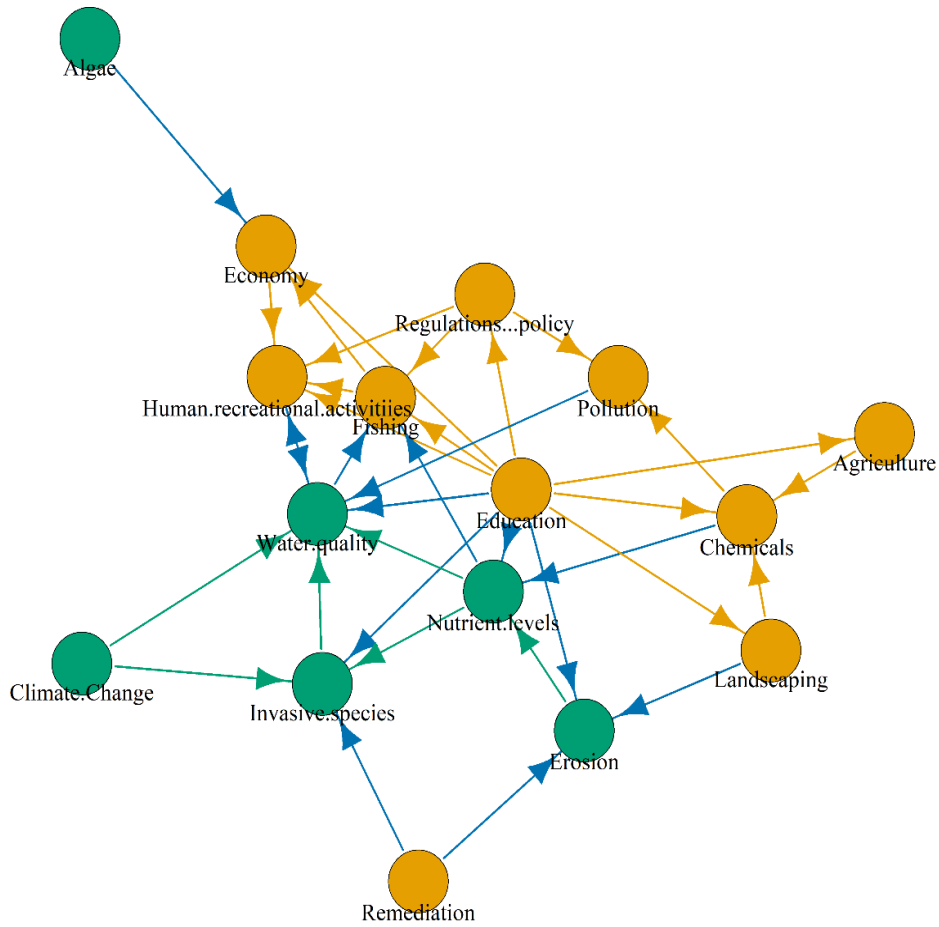 Algae
Economy
Regulations...policy
Human.recreational.activitiies
Fishing
Pollution
Agriculture
Education
Water.quality
Chemicals
Nutrient.levels
Climate.Change
Invasive.species
Landscaping
Erosion
Remediation